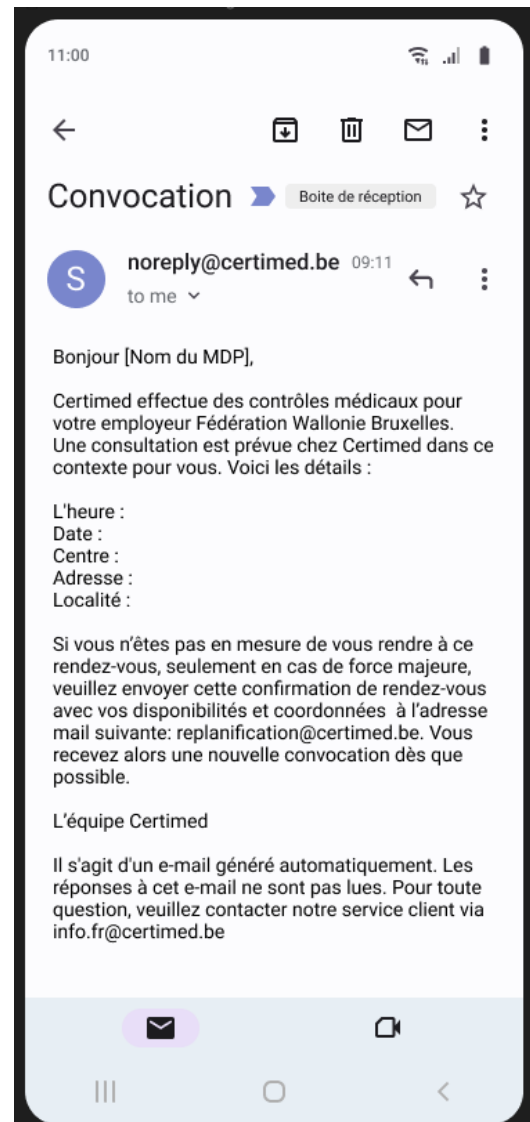 11:00
Convocation
Boite de réception
S
noreply@certimed.be 09:11
to me
Bonjour [Nom du MDP],
Certimed effectue des contrôles médicaux pour
votre employeur Fédération Wallonie Bruxelles.
Une consultation est prévue chez Certimed dans ce
contexte pour vous. Voici les détails :
L'heure :
Date :
Centre :
Adresse :
Localité :
Si vous n’êtes pas en mesure de vous rendre à ce
rendez-vous, seulement en cas de force majeure,
veuillez envoyer cette confirmation de rendez-vous
avec vos disponibilités et coordonnées à l’adresse
mail suivante: replanification@certimed.be. Vous
recevez alors une nouvelle convocation dès que
possible.
L’équipe Certimed
Il s'agit d'un e-mail généré automatiquement. Les
réponses à cet e-mail ne sont pas lues. Pour toute
question, veuillez contacter notre service client via
info.fr@certimed.be